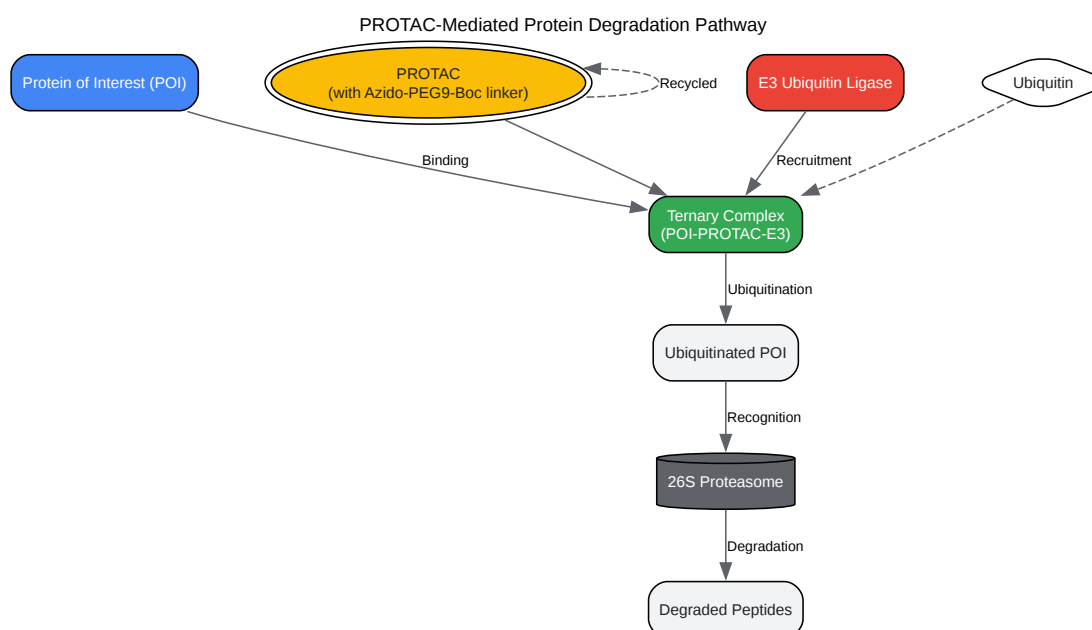 PROTAC-Mediated Protein Degradation Pathway
Protein of Interest (POI)
PROTAC
(with Azido-PEG9-Boc linker)
Recycled
E3 Ubiquitin Ligase
Ubiquitin
Binding
Recruitment
Ternary Complex
(POI-PROTAC-E3)
Ubiquitination
Ubiquitinated POI
Recognition
26S Proteasome
Degradation
Degraded Peptides